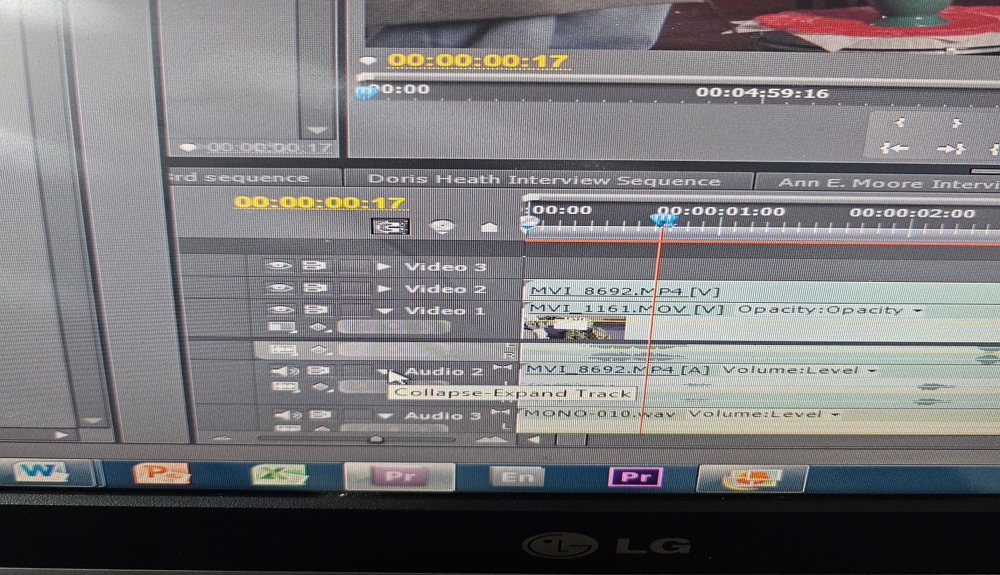 00:00:00:17
00:00
00:04:59:16
00:00:00:17
ird sequence
Doris Heath Interview Sequence
Ann E. Moore Intervi
00:00:00:17
:00:00
00:00:01:00
00:00:02:00
Video 3
Video 2
MVI_8692.MP4 [V]
Video 1
MVI_1161.MOV [V] Opacity:Opacity
L
R
Audio 2
MVI_8692.MP4 [A] Volume:Level
Collapse-Expand Track
Audio 3
MONO-010.wav Volume:Level
L
W
Ps
X
Pr
En
Pr
LG